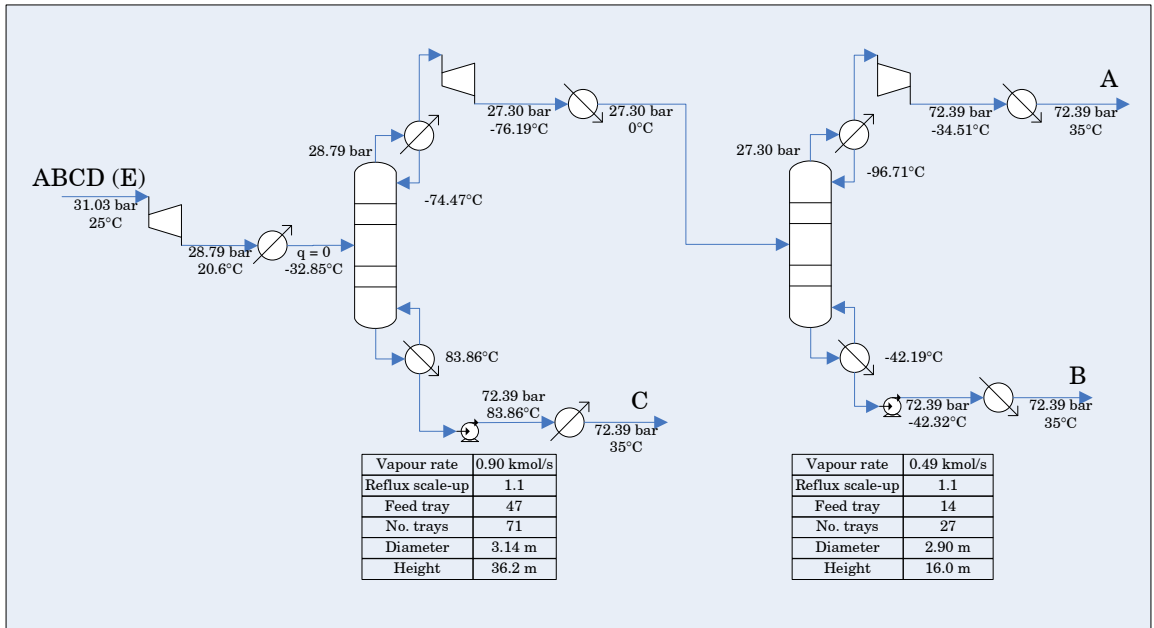 ABCD (E)
31.03 bar
25°C
28.79 bar
20.6°C
q = 0
-32.85°C
28.79 bar
-74.47°C
27.30 bar
-76.19°C
27.30 bar
0°C
83.86°C
72.39 bar
83.86°C
C
72.39 bar
35°C
27.30 bar
-96.71°C
72.39 bar
-34.51°C
A
72.39 bar
35°C
-42.19°C
72.39 bar
-42.32°C
B
72.39 bar
35°C
Vapour rate 0.90 kmol/s
Reflux scale-up 1.1
Feed tray 47
No. trays 71
Diameter 3.14 m
Height 36.2 m
Vapour rate 0.49 kmol/s
Reflux scale-up 1.1
Feed tray 14
No. trays 27
Diameter 2.90 m
Height 16.0 m